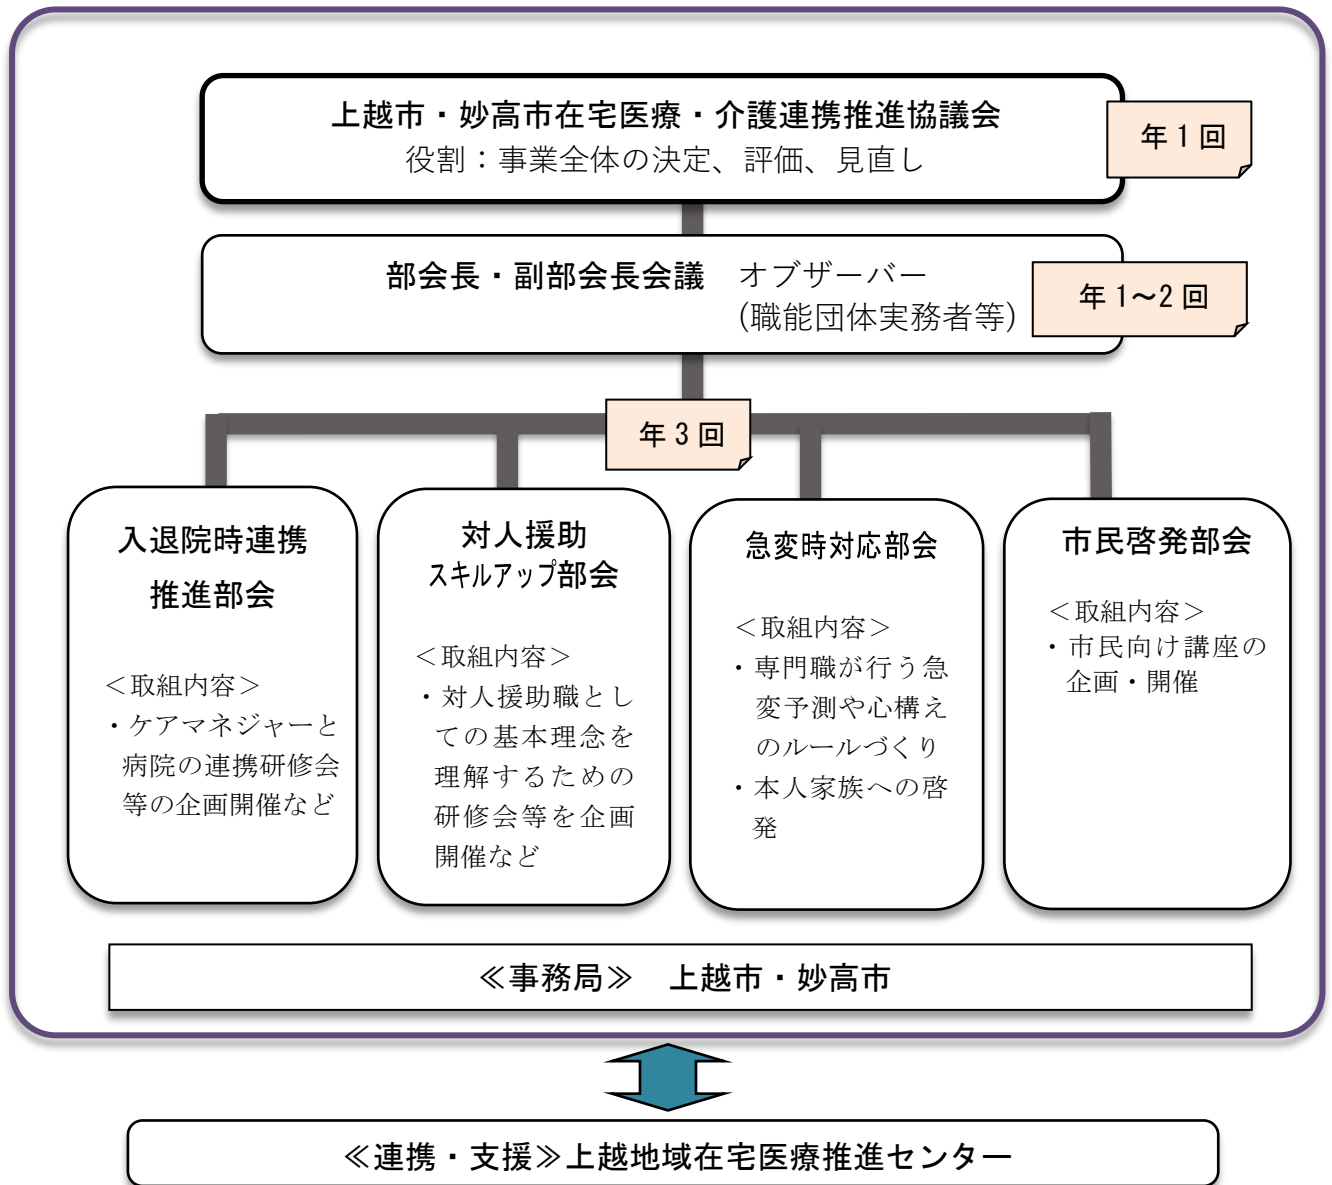 上越市・妙高市在宅医療・介護連携推進協議会
役割：事業全体の決定、評価、見直し
年1回
部会長・副部会長会議　オブザーバー
(職能団体実務者等)
年1～2回
年3回
入退院時連携
推進部会
＜取組内容＞
・ケアマネジャーと
病院の連携研修会
等の企画開催など
対人援助
スキルアップ部会
＜取組内容＞
・対人援助職とし
ての基本理念を
理解するための
研修会等を企画
開催など
急変時対応部会
＜取組内容＞
・専門職が行う急
変予測や心構え
のルールづくり
・本人家族への啓
発
市民啓発部会
＜取組内容＞
・市民向け講座の
企画・開催
≪事務局≫　上越市・妙高市
≪連携・支援≫上越地域在宅医療推進センター